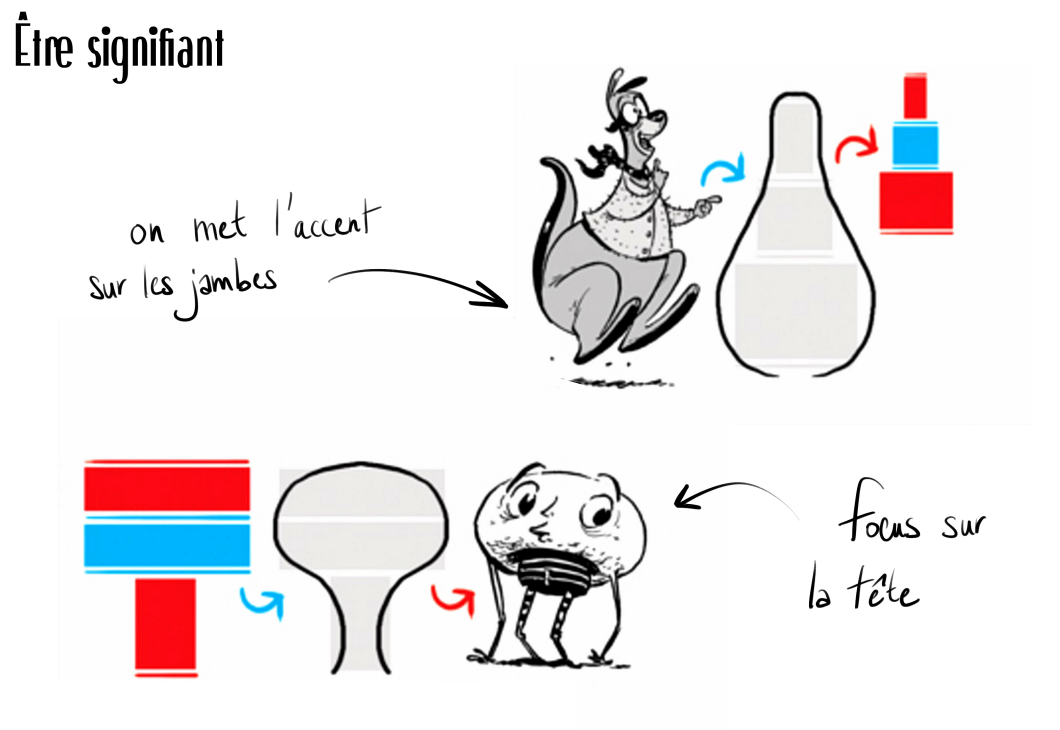 Être signifiant
on met l'accent
sur les jambes
focus sur
la tête